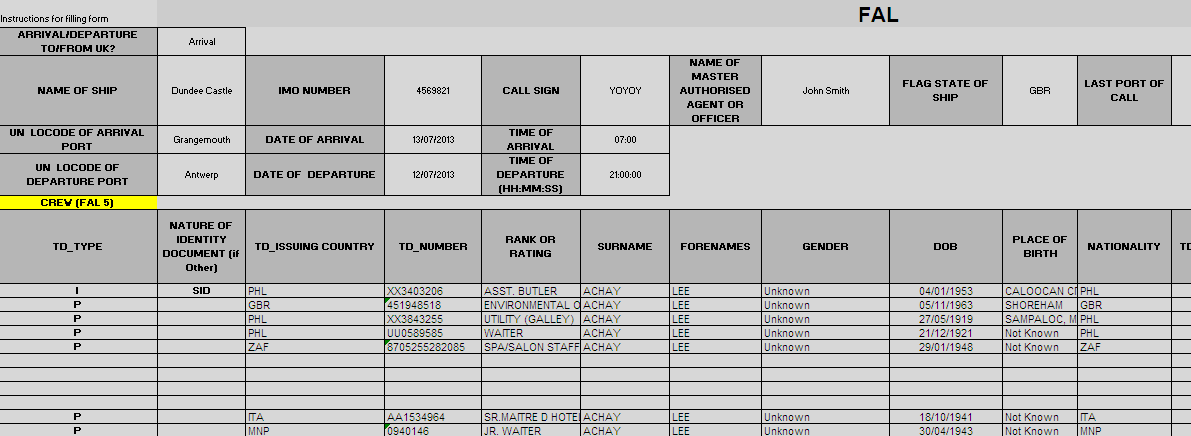 FAL
Instructions for filling form
ARRIVAL/DEPARTURE TO/FROM UK? Arrival
NAME OF SHIP Dundee Castle IMO NUMBER 4569821 CALL SIGN YOYOY NAME OF MASTER AUTHORISED AGENT OR OFFICER John Smith FLAG STATE OF SHIP GBR LAST PORT OF CALL
UN LOCODE OF ARRIVAL PORT Grangemouth DATE OF ARRIVAL 13/07/2013 TIME OF ARRIVAL 07:00
UN LOCODE OF DEPARTURE PORT Antwerp DATE OF DEPARTURE 12/07/2013 TIME OF DEPARTURE (HH:MM:SS) 21:00:00
CREW (FAL 5)
TD_TYPE NATURE OF IDENTITY DOCUMENT (if Other) TD_ISSUING COUNTRY TD_NUMBER RANK OR RATING SURNAME FORENAMES GENDER DOB PLACE OF BIRTH NATIONALITY
I SID PHL XX3403206 ASST. BUTLER ACHAY LEE Unknown 04/01/1953 CALOOCAN PHL
P GBR 451948518 ENVIRONMENTAL ACHAY LEE Unknown 05/11/1963 SHOREHAM GBR
P PHL XX3843255 UTILITY (GALLEY) ACHAY LEE Unknown 27/05/1919 SAMPALOC, PHL
P PHL UU0589585 WAITER ACHAY LEE Unknown 21/12/1921 Not Known PHL
P ZAF 8705255282085 SPA/SALON STAFF ACHAY LEE Unknown 29/01/1948 Not Known ZAF
P ITA AA1534964 SR.MAITRE D ACHAY LEE Unknown 18/10/1941 Not Known ITA
P MNP 0940146 JR. WAITER ACHAY LEE Unknown 30/04/1943 Not Known MNP